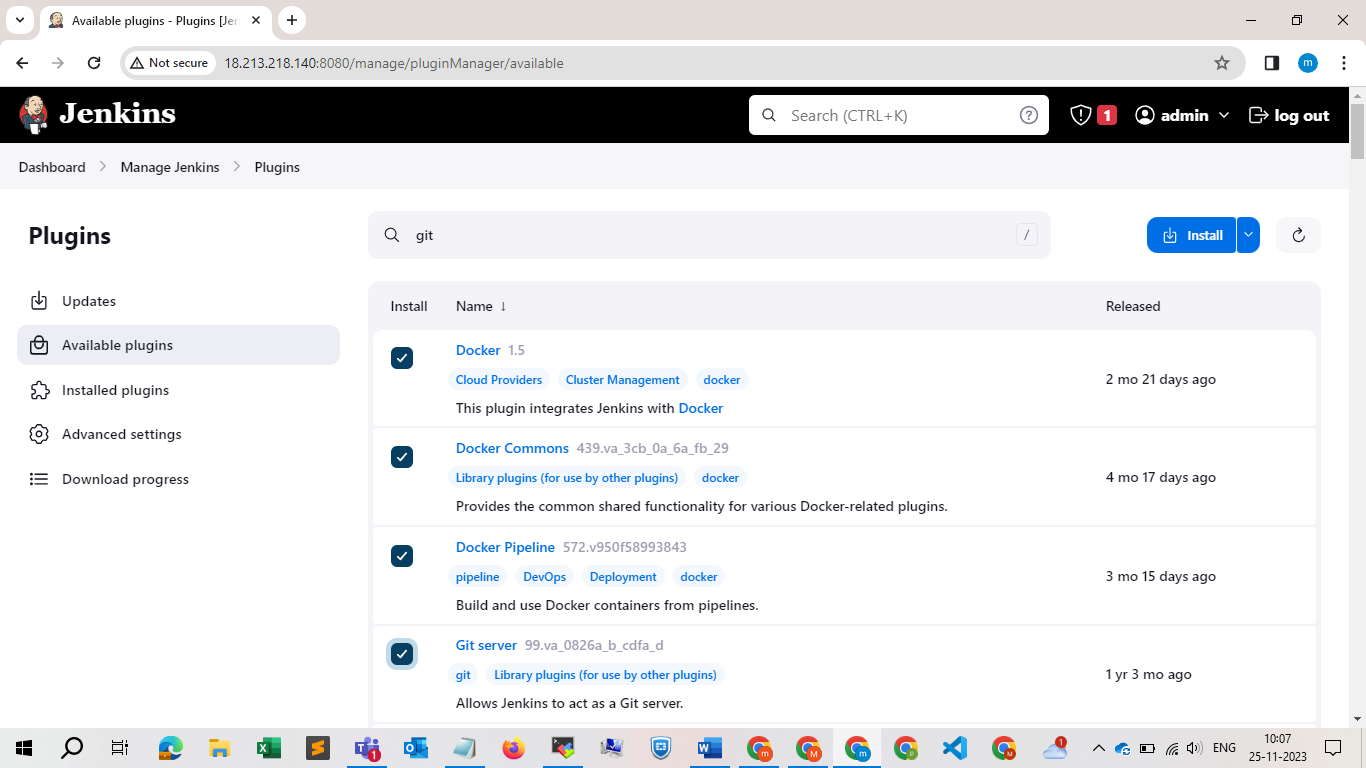 Available plugins - Plugins [Jen
Not secure
18.213.218.140:8080/manage/pluginManager/available
m
Jenkins
Search (CTRL+K)
?
1
admin
log out
Dashboard
Manage Jenkins
Plugins
Plugins
git
/
Install
Updates
Available plugins
Installed plugins
Advanced settings
Download progress
Install
Name ↓
Released
Docker 1.5
Cloud Providers
Cluster Management
docker
This plugin integrates Jenkins with Docker
2 mo 21 days ago
Docker Commons 439.va_3cb_0a_6a_fb_29
Library plugins (for use by other plugins)
docker
Provides the common shared functionality for various Docker-related plugins.
4 mo 17 days ago
Docker Pipeline 572.v950f58993843
pipeline
DevOps
Deployment
docker
Build and use Docker containers from pipelines.
3 mo 15 days ago
Git server 99.va_0826a_b_cdfa_d
git
Library plugins (for use by other plugins)
Allows Jenkins to act as a Git server.
1 yr 3 mo ago
1
1
ENG
10:07
25-11-2023